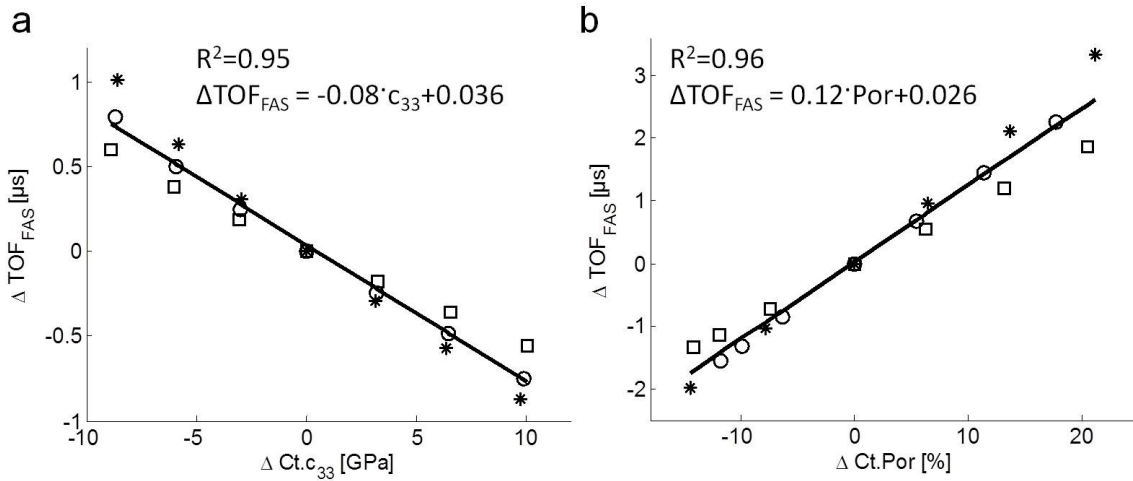 a
R²=0.95
ΔTOF_FAS = -0.08·c₃₃+0.036
1
0.5
0
-0.5
-1
-10
-5
0
5
10
Δ TOF_FAS [µs]
Δ Ct.c₃₃ [GPa]
b
R²=0.96
ΔTOF_FAS = 0.12·Por+0.026
3
2
1
0
-1
-2
-10
0
10
20
Δ TOF_FAS [µs]
Δ Ct.Por [%]